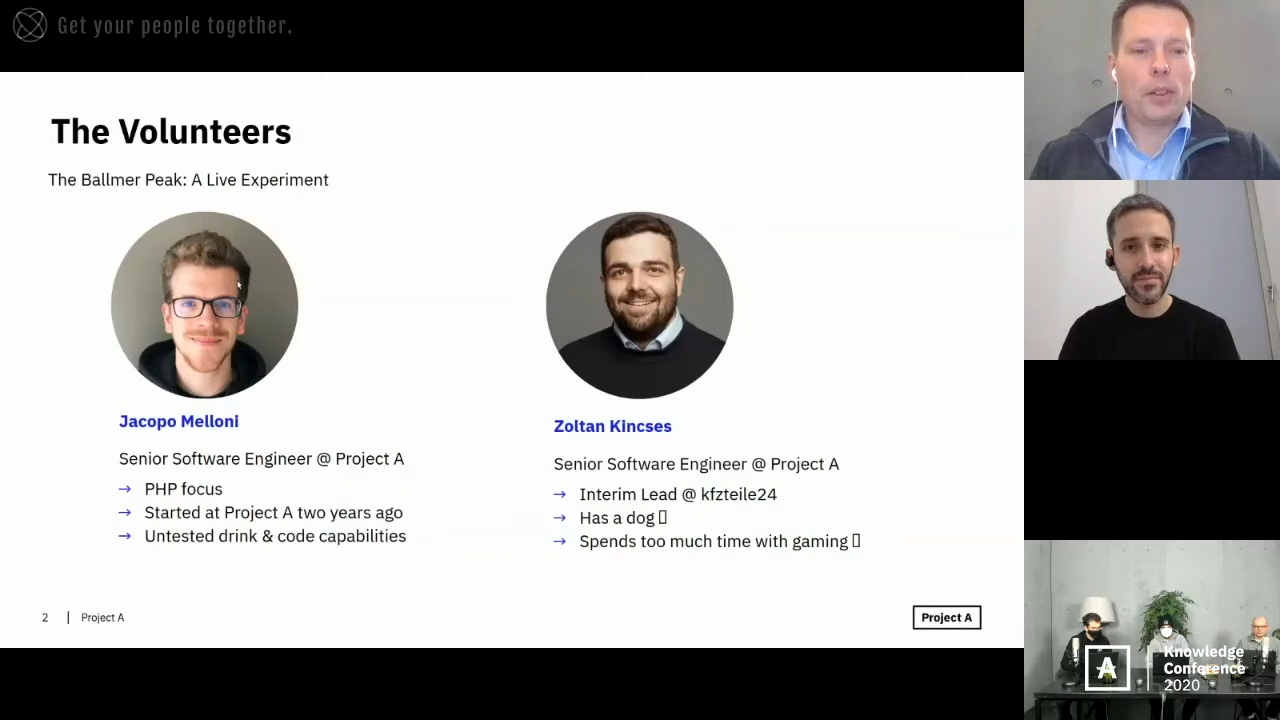 Get your people together.
The Volunteers
The Ballmer Peak: A Live Experiment
Jacopo Melloni
Senior Software Engineer @ Project A
→ PHP focus
→ Started at Project A two years ago
→ Untested drink & code capabilities
Zoltan Kincses
Senior Software Engineer @ Project A
→ Interim Lead @ kfzteile24
→ Has a dog
→ Spends too much time with gaming
2 | Project A
Project A
A
Knowledge
Conference
2020